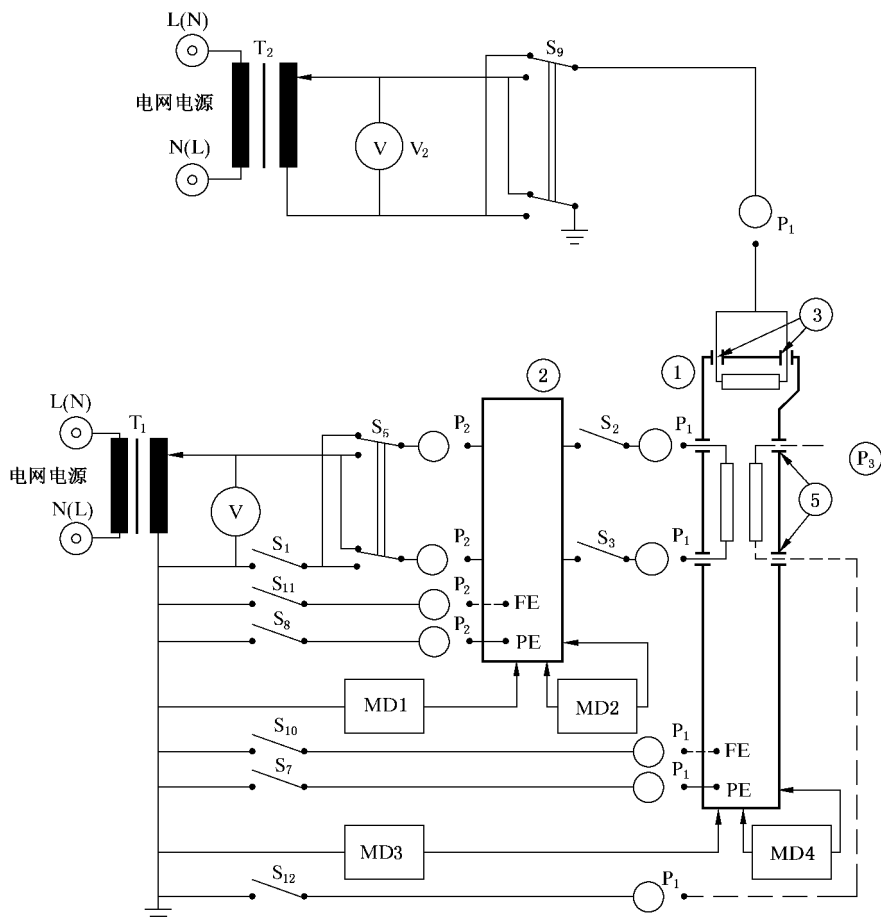 L(N)
T₂
S₉
电网电源
V
V₂
N(L)
P₁
3
1
2
L(N)
T₁
S₅
P₂
S₂
P₁
P₃
电网电源
5
N(L)
V
S₁
P₂
S₃
P₁
S₁₁
P₂
FE
S₈
P₂
PE
MD1
MD2
S₁₀
P₁
FE
S₇
P₁
PE
MD3
MD4
S₁₂
P₁